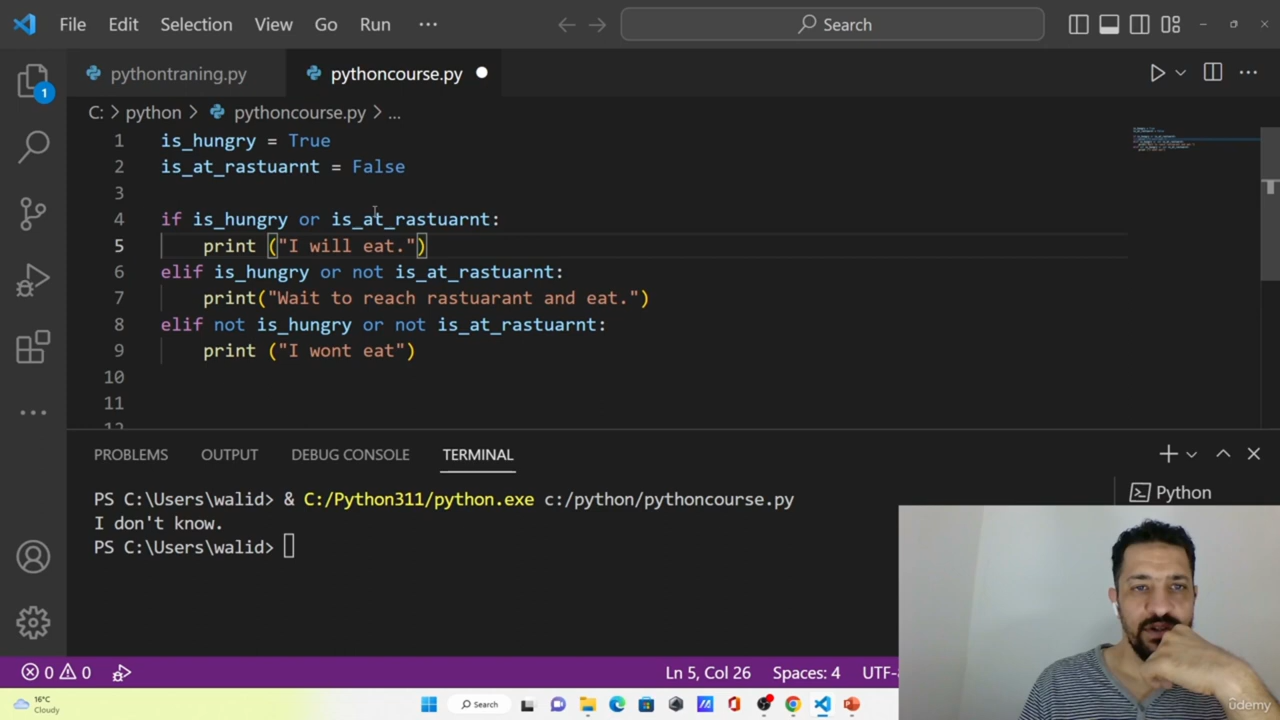 File Edit Selection View Go Run ··· Search
pythontraning.py pythoncourse.py
1
C: > python > pythoncourse.py > ...
1 is_hungry = True
2 is_at_rastuarnt = False
3
4 if is_hungry or is_at_rastuarnt:
5 print ("I will eat.")
6 elif is_hungry or not is_at_rastuarnt:
7 print("Wait to reach rastuarant and eat.")
8 elif not is_hungry or not is_at_rastuarnt:
9 print ("I wont eat")
10
11
12
PROBLEMS OUTPUT DEBUG CONSOLE TERMINAL
PS C:\Users\walid> & C:/Python311/python.exe c:/python/pythoncourse.py
Python
I don't know.
PS C:\Users\walid>
0 0 Ln 5, Col 26 Spaces: 4 UTF-8
16°C
Cloudy
Search
udemy